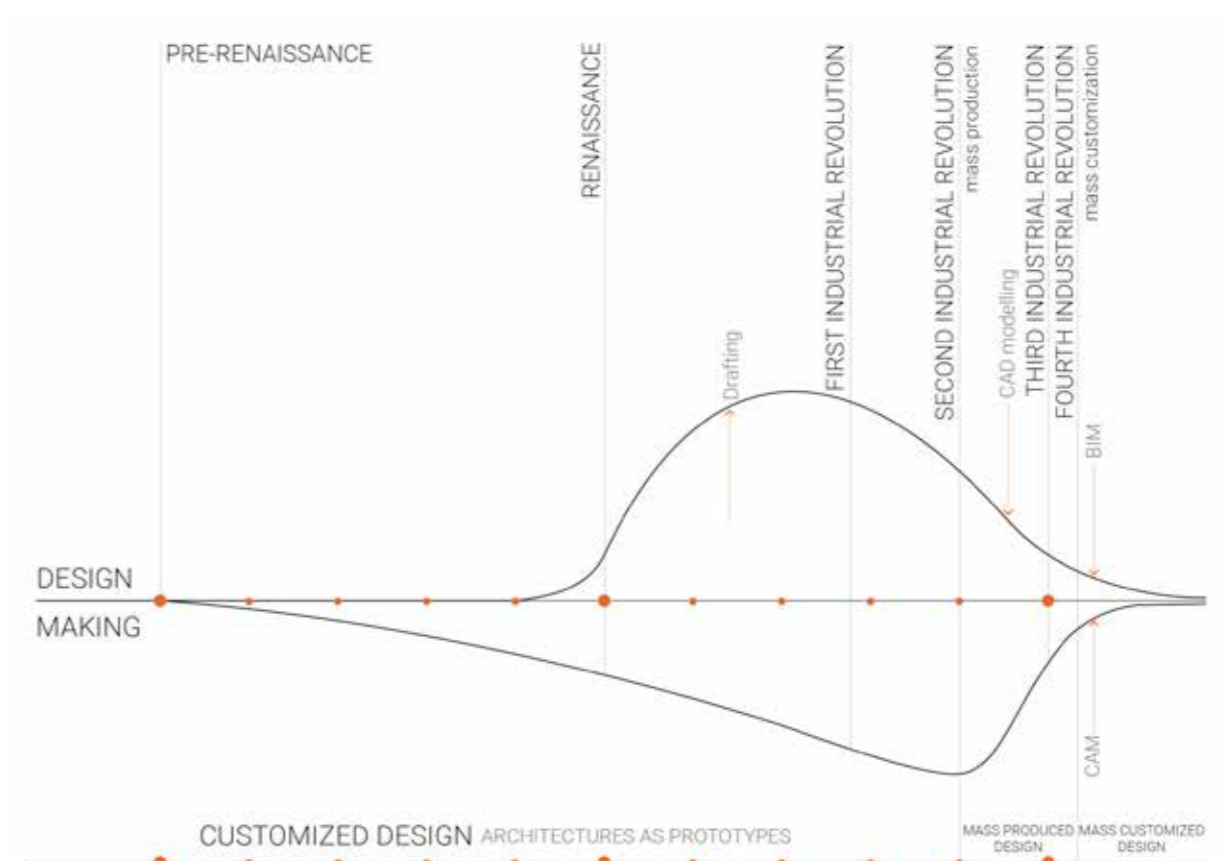 PRE-RENAISSANCE
RENAISSANCE
FIRST INDUSTRIAL REVOLUTION
SECOND INDUSTRIAL REVOLUTION
mass production
THIRD INDUSTRIAL REVOLUTION
FOURTH INDUSTRIAL REVOLUTION
mass customization
Drafting
CAD modelling
BIM
DESIGN
MAKING
CAM
CUSTOMIZED DESIGN ARCHITECTURES AS PROTOTYPES
MASS PRODUCED
DESIGN
MASS CUSTOMIZED
DESIGN